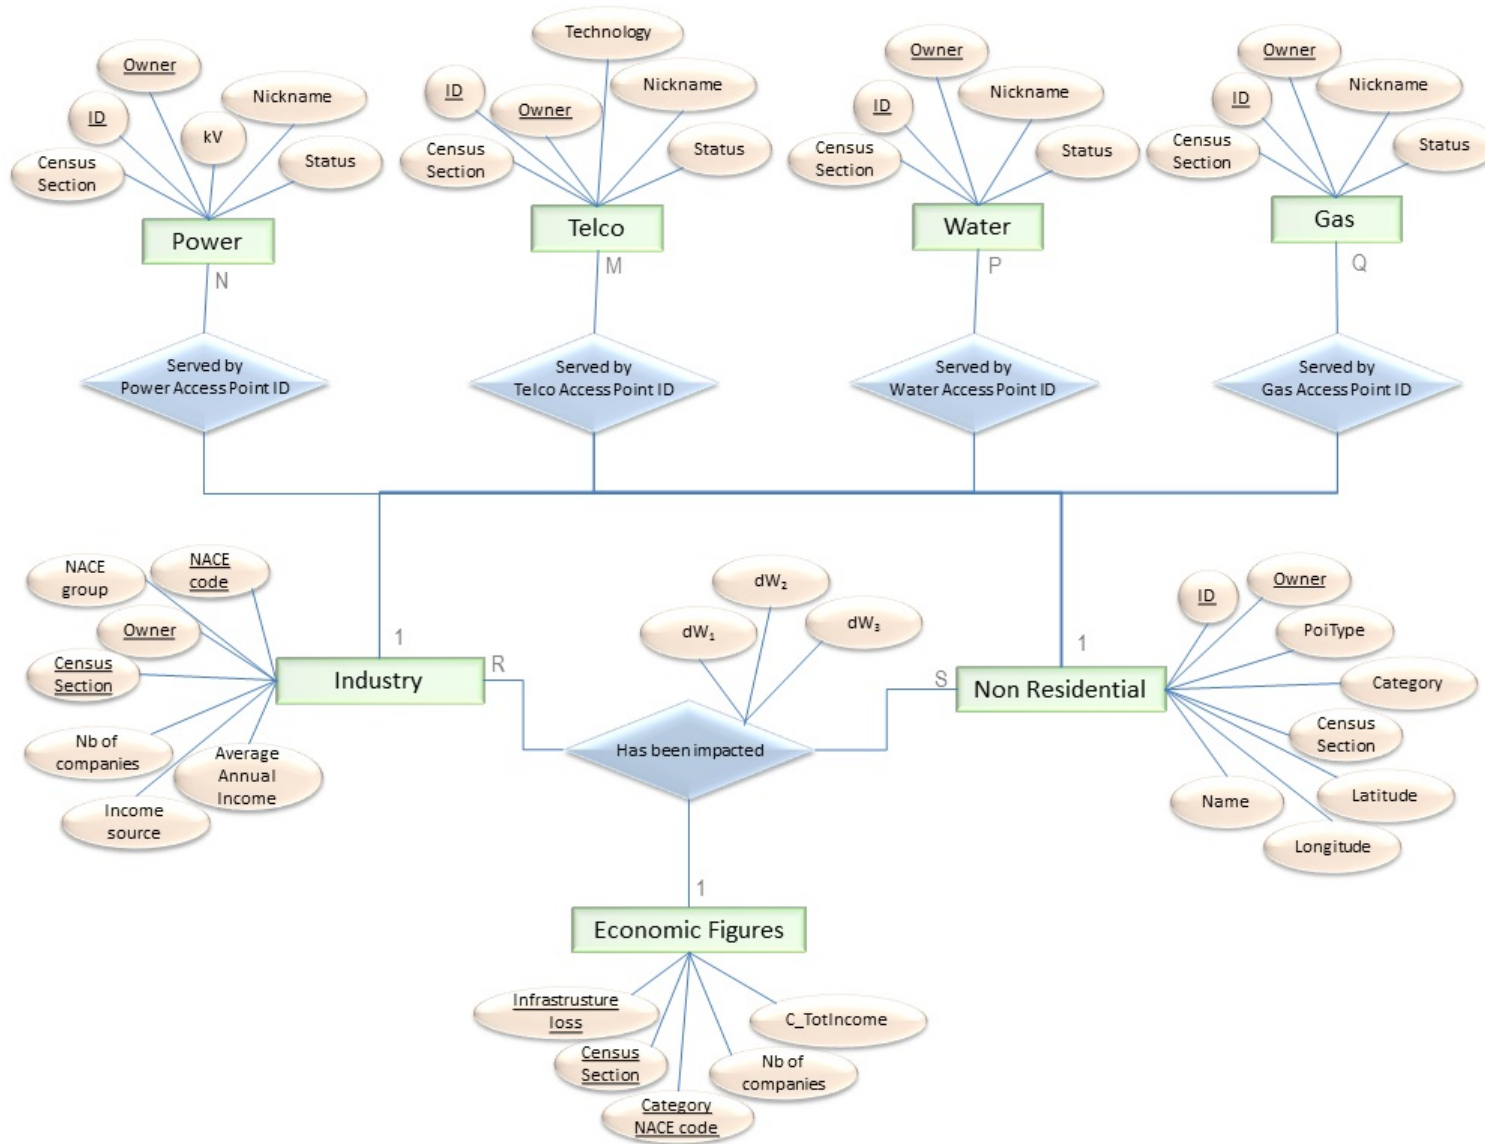 Technology
Owner
Nickname
ID
kV
Census
Section
Status
ID
Owner
Nickname
Census
Section
Status
Owner
ID
Nickname
Census
Section
Status
Owner
ID
Nickname
Census
Section
Status
Power
Telco
Water
Gas
N
M
P
Q
Served by
Power Access Point ID
Served by
Telco Access Point ID
Served by
Water Access Point ID
Served by
Gas Access Point ID
NACE
group
NACE
code
Owner
Census
Section
Nb of
companies
Income
source
Average
Annual
Income
1
Industry
R
dW₁
dW₂
dW₃
Has been impacted
S
1
Non Residential
ID
Owner
PoiType
Category
Census
Section
Latitude
Longitude
Name
1
Economic Figures
Infrastrusture
loss
Census
Section
Category
NACE code
Nb of
companies
C_TotIncome